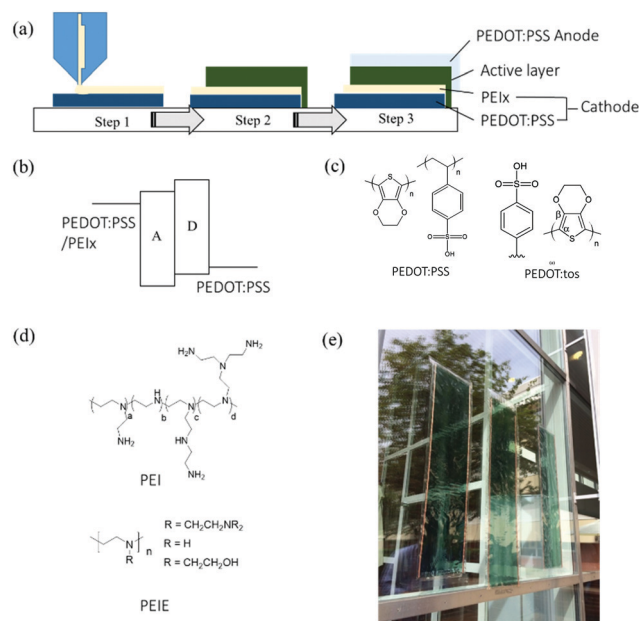 (a)
PEDOT:PSS Anode
Active layer
PEIx
Cathode
PEDOT:PSS
Step 1
Step 2
Step 3
(b)
PEDOT:PSS
/PEIx
A
D
PEDOT:PSS
(c)
n
n
O
O
S
O=S=O
OH
PEDOT:PSS
OH
O=S=O
O
O
β
α
S
n
PEDOT:tos
(d)
H2N
NH2
N
H
N
N
N
N
a
b
c
d
NH2
HN
NH2
PEI
N
R
n
R = CH2CH2NR2
R = H
R = CH2CH2OH
PEIE
(e)